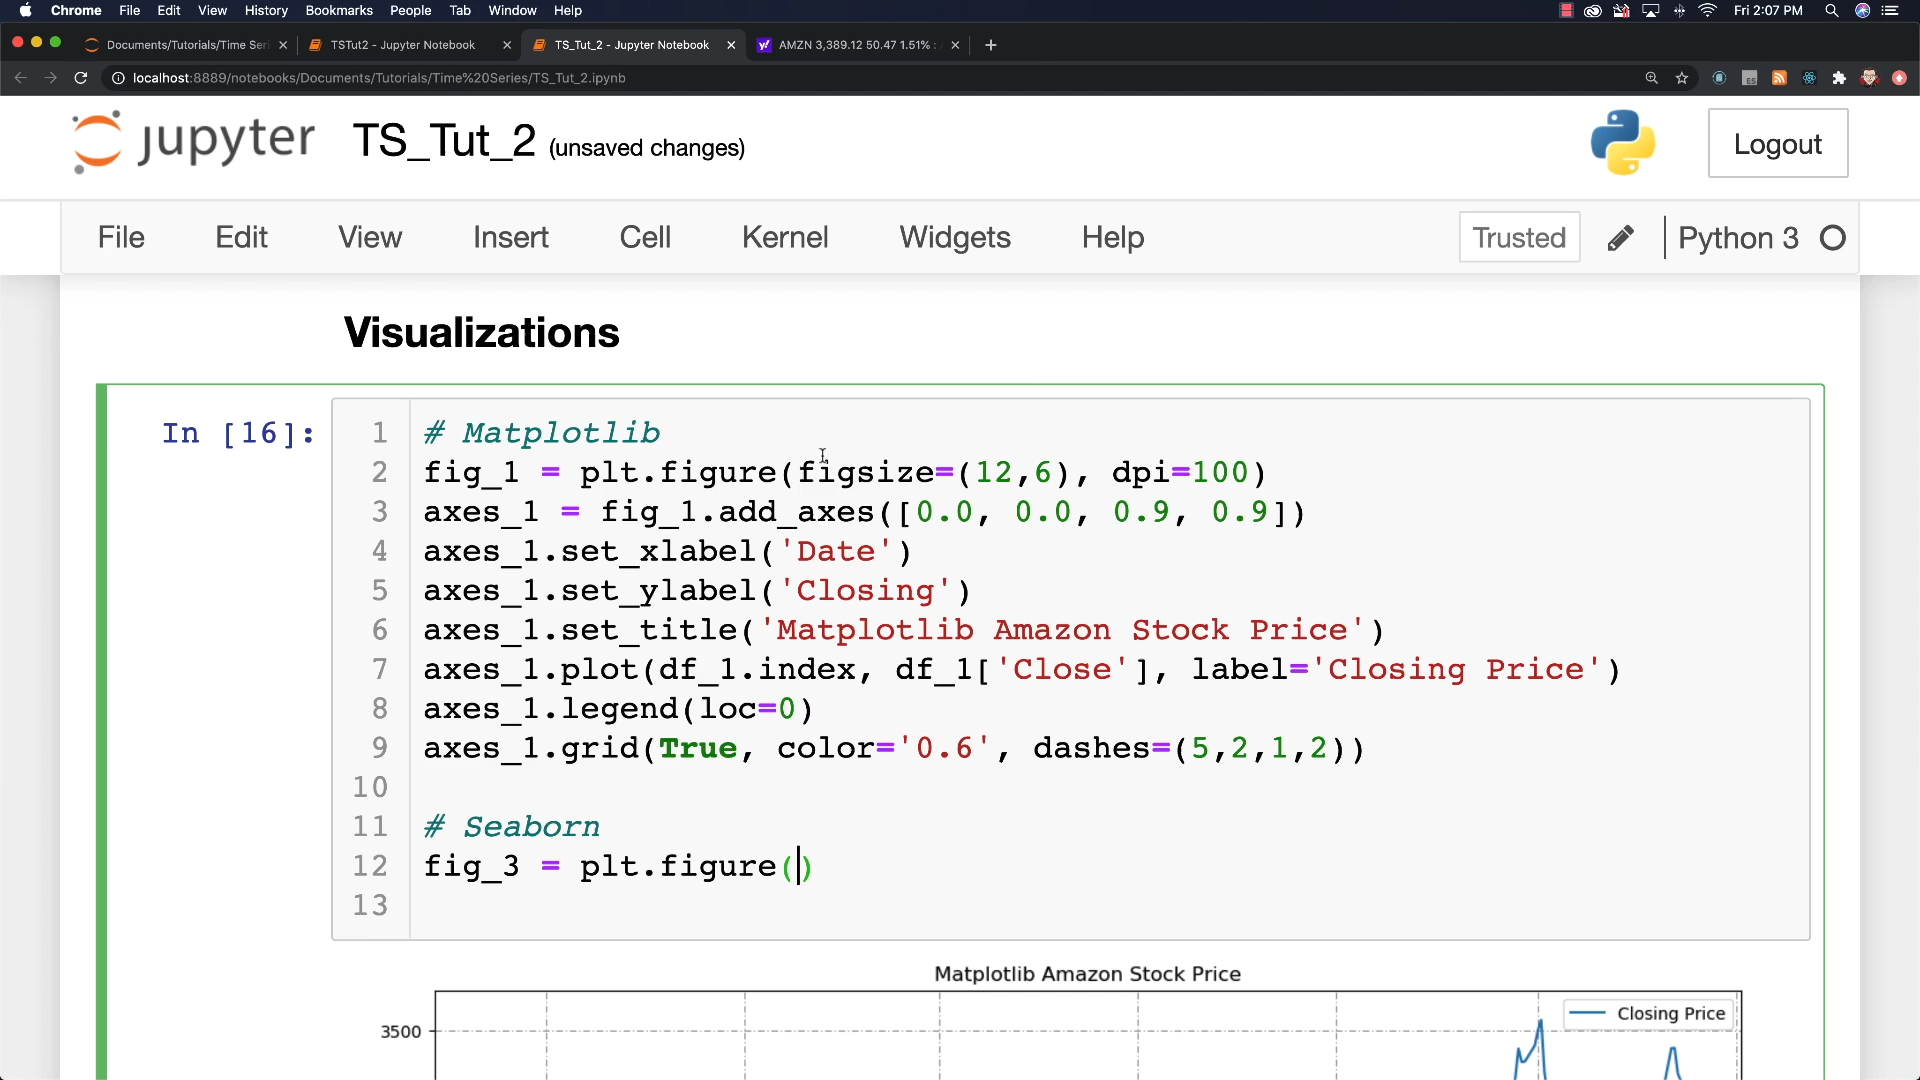 Chrome File Edit View History Bookmarks People Tab Window Help Fri 2:07 PM
Documents/Tutorials/Time Seri TSTut2 - Jupyter Notebook TS_Tut_2 - Jupyter Notebook AMZN 3,389.12 50.47 1.51% :
localhost:8889/notebooks/Documents/Tutorials/Time%20Series/TS_Tut_2.ipynb
jupyter TS_Tut_2 (unsaved changes) Logout
File Edit View Insert Cell Kernel Widgets Help Trusted Python 3
Visualizations
In [16]: 1 # Matplotlib
2 fig_1 = plt.figure(figsize=(12,6), dpi=100)
3 axes_1 = fig_1.add_axes([0.0, 0.0, 0.9, 0.9])
4 axes_1.set_xlabel('Date')
5 axes_1.set_ylabel('Closing')
6 axes_1.set_title('Matplotlib Amazon Stock Price')
7 axes_1.plot(df_1.index, df_1['Close'], label='Closing Price')
8 axes_1.legend(loc=0)
9 axes_1.grid(True, color='0.6', dashes=(5,2,1,2))
10
11 # Seaborn
12 fig_3 = plt.figure()
13
Matplotlib Amazon Stock Price
Closing Price
3500